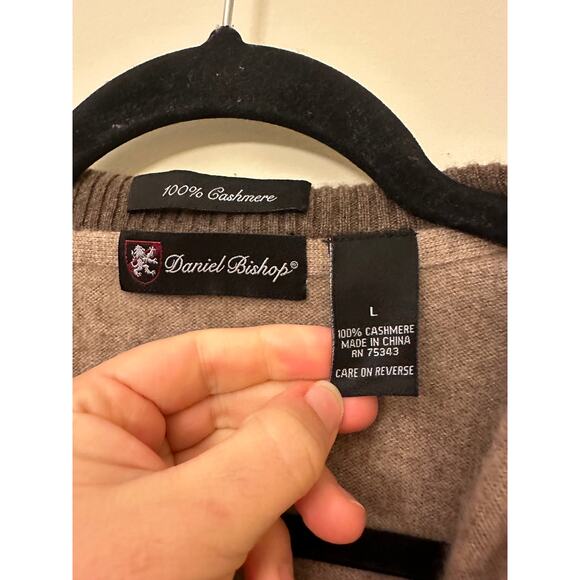 100% Cashmere
Daniel Bishop®
L
100% CASHMERE
MADE IN CHINA
RN 75343
CARE ON REVERSE